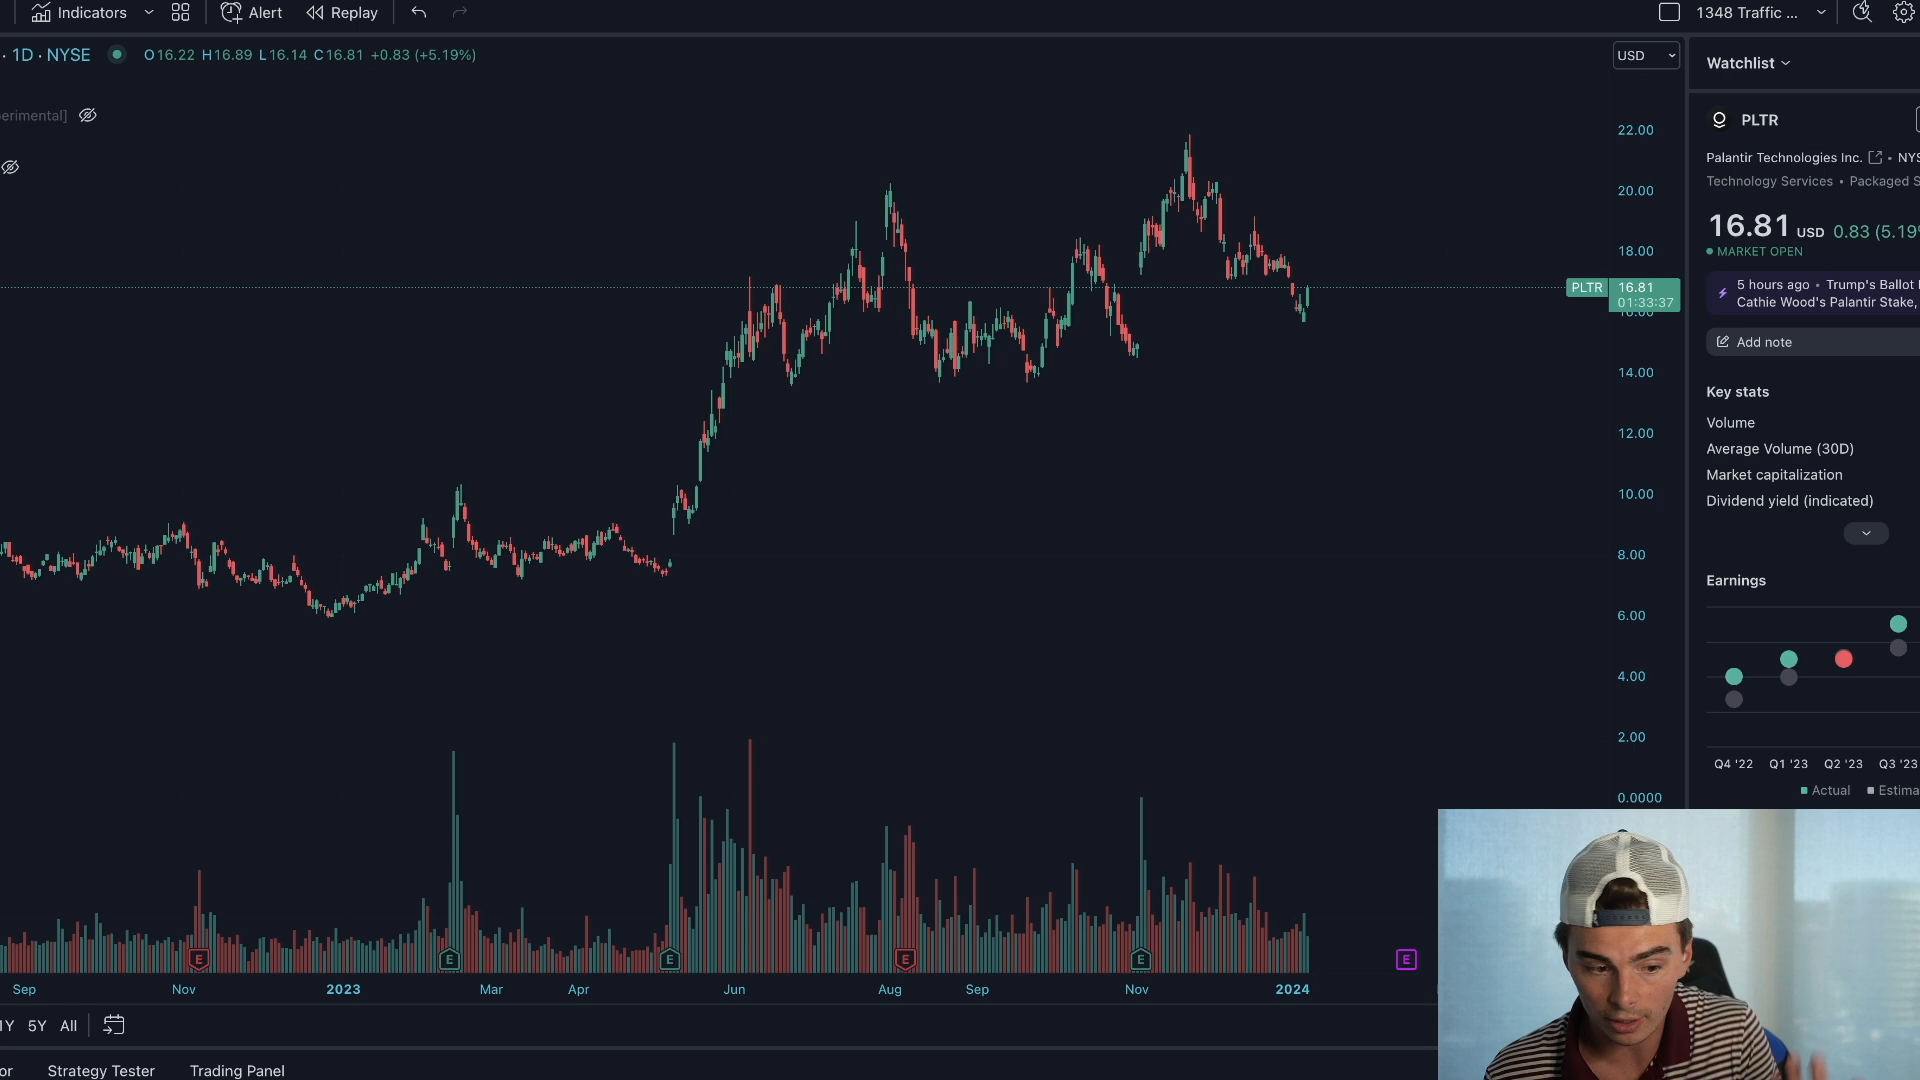 Indicators
Alert
Replay
1348 Traffic ...
· 1D · NYSE
O16.22 H16.89 L16.14 C16.81 +0.83 (+5.19%)
USD
Watchlist
erimental]
PLTR
Palantir Technologies Inc. • NYS
Technology Services • Packaged S
16.81 USD 0.83 (5.19%
MARKET OPEN
5 hours ago • Trump's Ballot
Cathie Wood's Palantir Stake,
Add note
Key stats
Volume
Average Volume (30D)
Market capitalization
Dividend yield (indicated)
Earnings
Q4 '22 Q1 '23 Q2 '23 Q3 '23
Actual Estima
22.00
20.00
18.00
PLTR 16.81
01:33:37
16.00
14.00
12.00
10.00
8.00
6.00
4.00
2.00
0.0000
E E E E E E
Sep Nov 2023 Mar Apr Jun Aug Sep Nov 2024
1Y 5Y All
or Strategy Tester Trading Panel